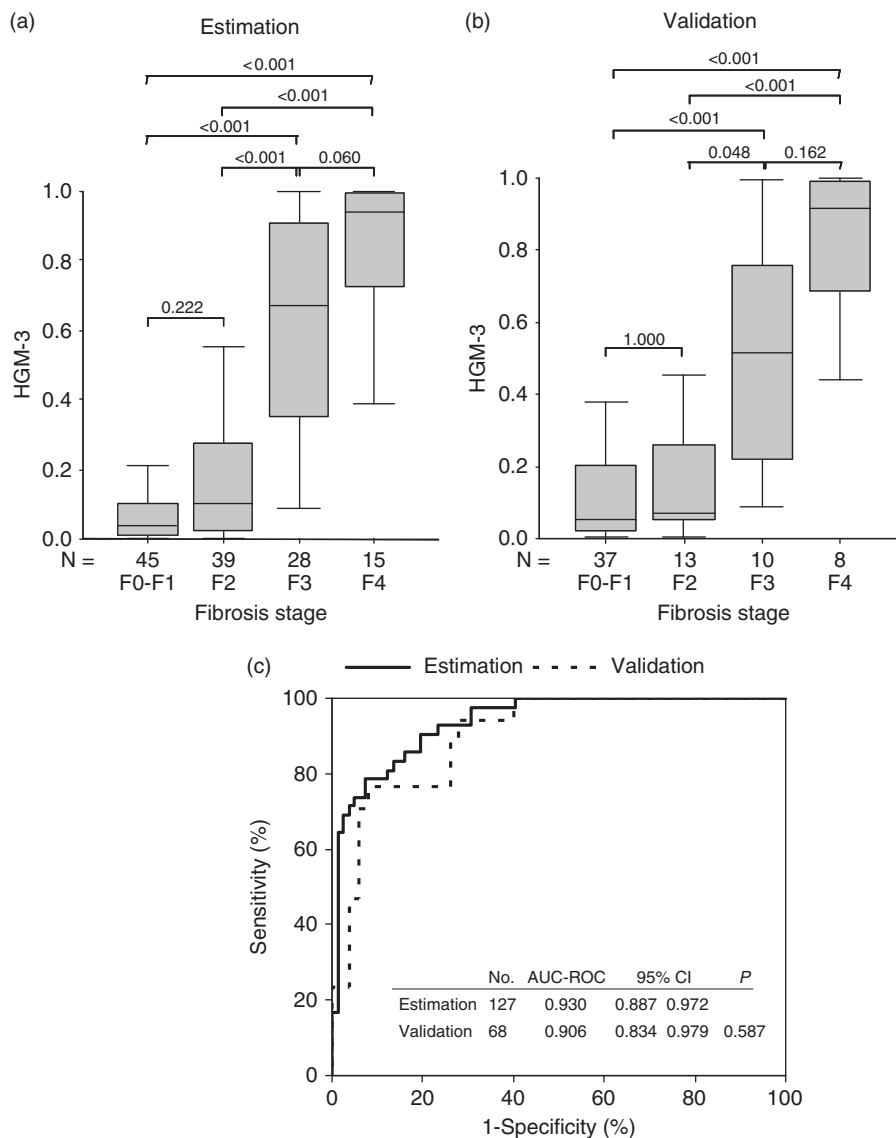 (a)
Estimation
<0.001
<0.001
<0.001
<0.001 0.060
0.222
1.0
0.8
0.6
0.4
0.2
0.0
HGM-3
N = 45 39 28 15
F0-F1 F2 F3 F4
Fibrosis stage
(b)
Validation
<0.001
<0.001
<0.001
0.048 0.162
1.000
1.0
0.8
0.6
0.4
0.2
0.0
HGM-3
N = 37 13 10 8
F0-F1 F2 F3 F4
Fibrosis stage
(c) Estimation Validation
100
80
60
40
20
0
Sensitivity (%)
No. AUC-ROC 95% CI P
Estimation 127 0.930 0.887 0.972
Validation 68 0.906 0.834 0.979 0.587
0 20 40 60 80 100
1-Specificity (%)